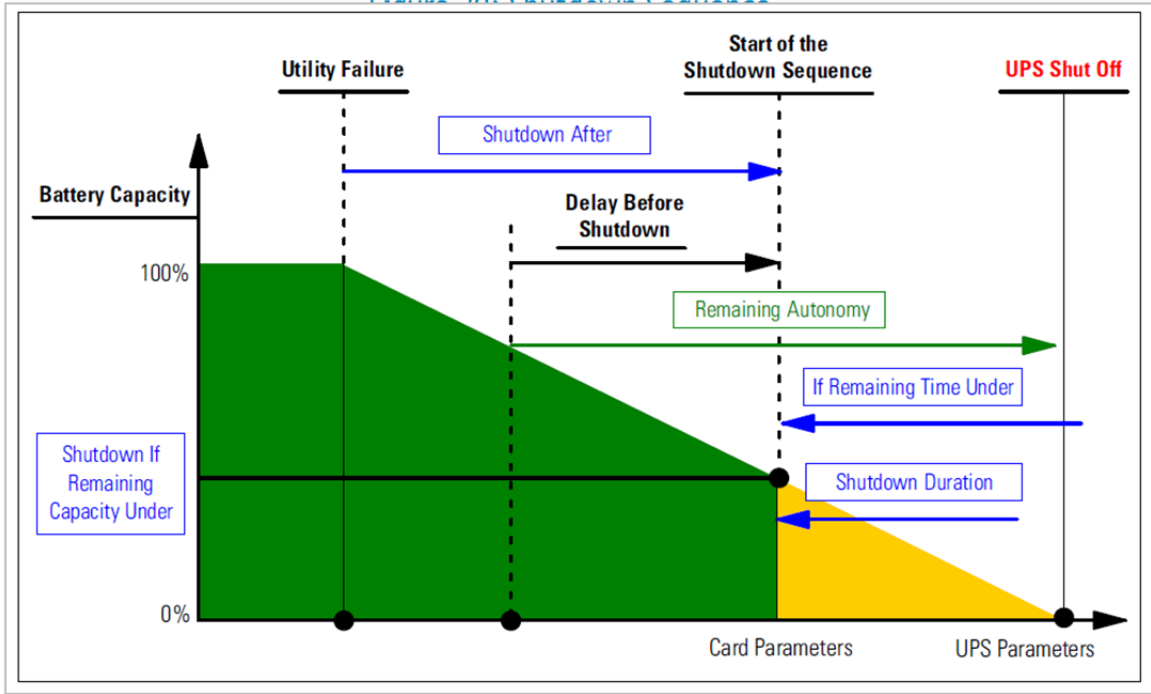 Start of the
Utility Failure
Shutdown Sequence
UPS Shut Off
Shutdown After
Battery Capacity
Delay Before
Shutdown
100%
Remaining Autonomy
If Remaining Time Under
Shutdown If
Remaining
Capacity Under
Shutdown Duration
0%
Card Parameters
UPS Parameters